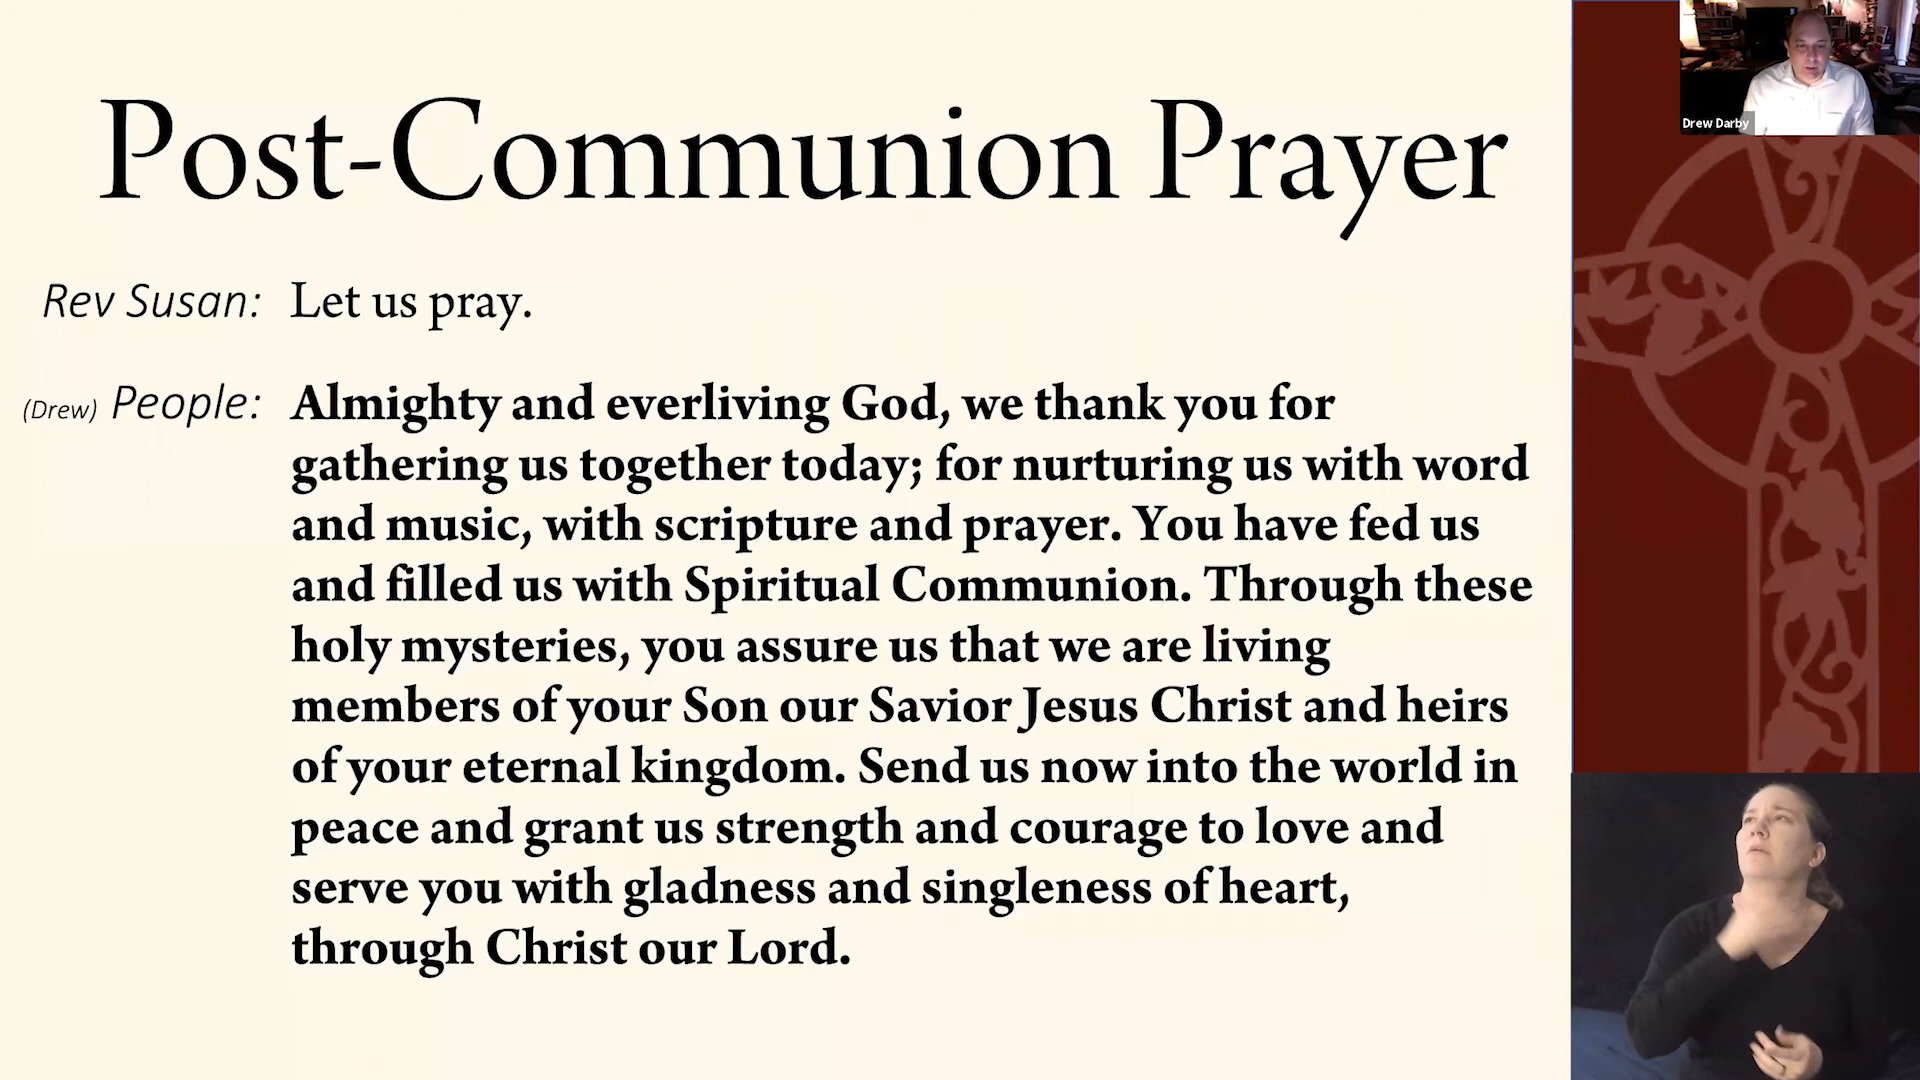 Post-Communion Prayer
Rev Susan: Let us pray.
(Drew) People: Almighty and everliving God, we thank you for
gathering us together today; for nurturing us with word
and music, with scripture and prayer. You have fed us
and filled us with Spiritual Communion. Through these
holy mysteries, you assure us that we are living
members of your Son our Savior Jesus Christ and heirs
of your eternal kingdom. Send us now into the world in
peace and grant us strength and courage to love and
serve you with gladness and singleness of heart,
through Christ our Lord.
Drew Darby